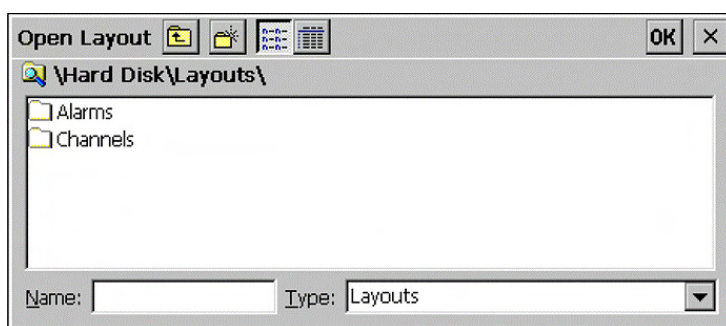 Open Layout OK
\Hard Disk\Layouts\
Alarms
Channels
Name: Type: Layouts